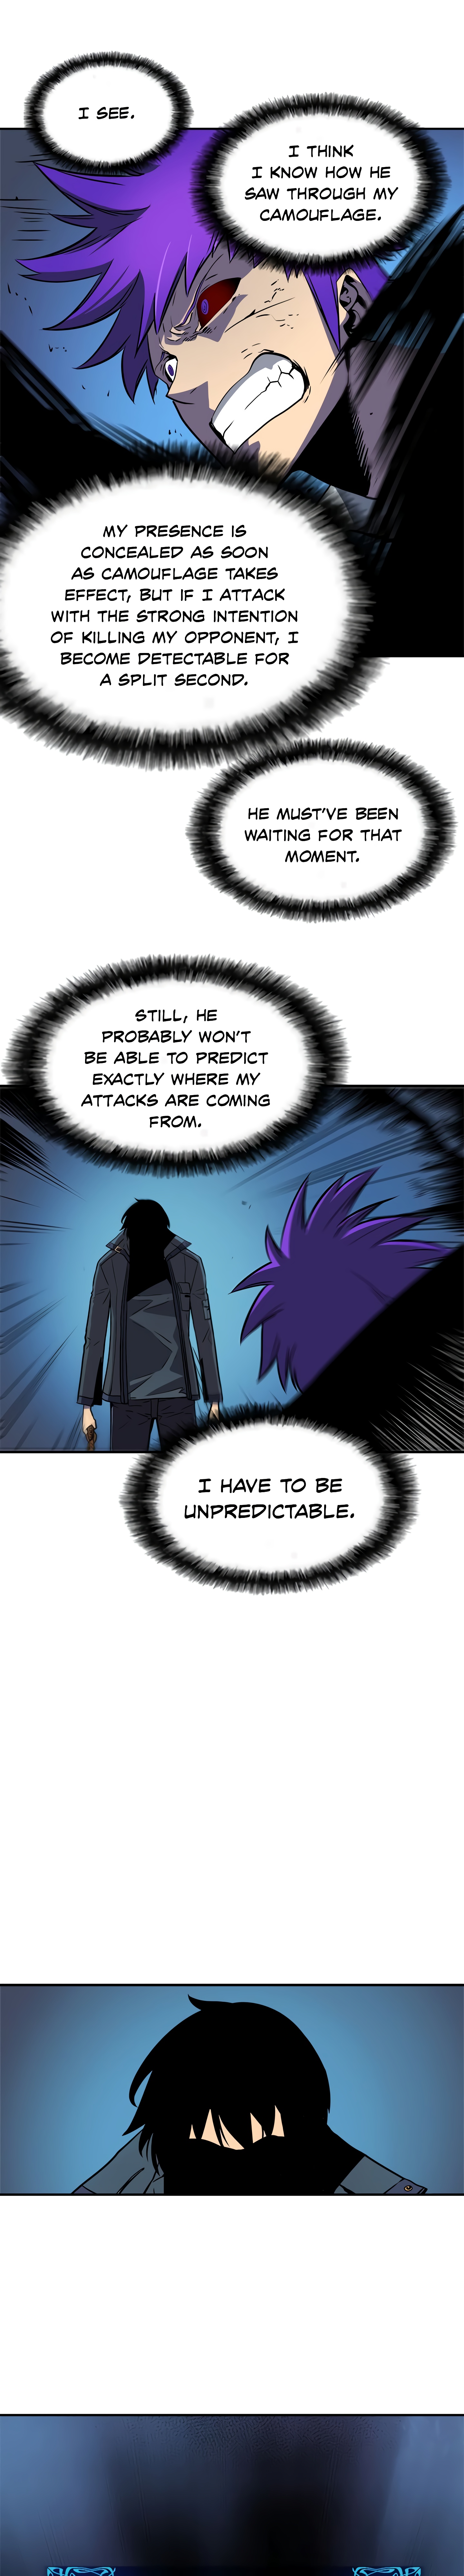 I SEE.
I THINK
I KNOW HOW HE
SAW THROUGH MY
CAMOUFLAGE.
MY PRESENCE IS
CONCEALED AS SOON
AS CAMOUFLAGE TAKES
EFFECT, BUT IF I ATTACK
WITH THE STRONG INTENTION
OF KILLING MY OPPONENT, I
BECOME DETECTABLE FOR
A SPLIT SECOND.
HE MUST'VE BEEN
WAITING FOR THAT
MOMENT.
STILL, HE
PROBABLY WON'T
BE ABLE TO PREDICT
EXACTLY WHERE MY
ATTACKS ARE COMING
FROM.
I HAVE TO BE
UNPREDICTABLE.